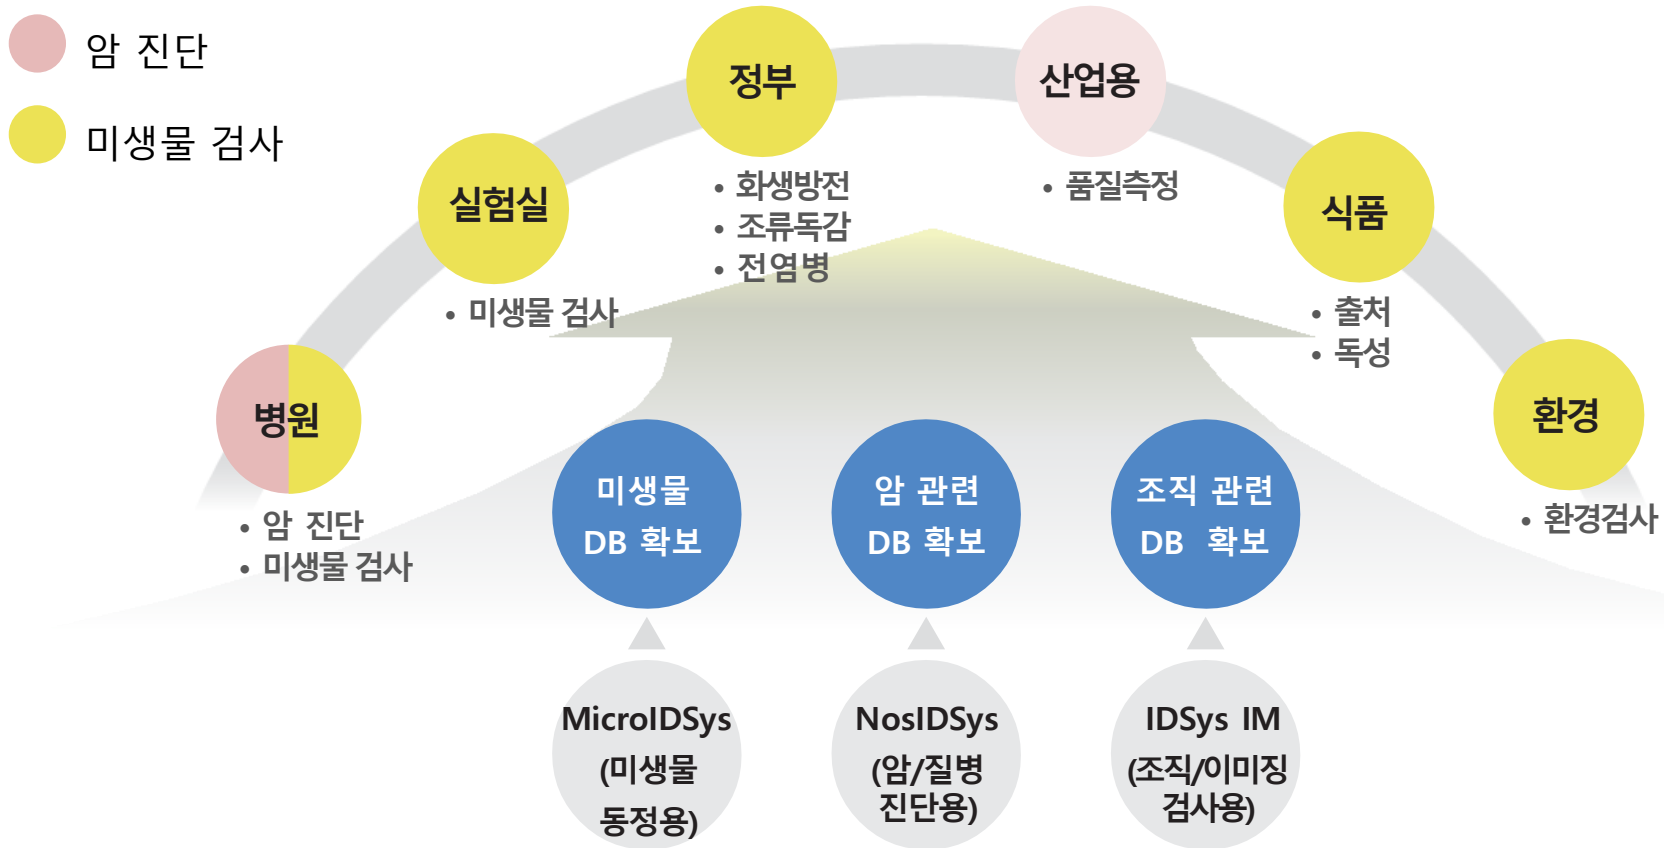 암 진단
미생물 검사
정부
• 화생방전
• 조류독감
• 전염병
산업용
• 품질측정
실험실
• 미생물 검사
식품
• 출처
• 독성
병원
• 암 진단
• 미생물 검사
환경
• 환경검사
미생물
DB 확보
암 관련
DB 확보
조직 관련
DB 확보
MicroIDSys
(미생물
동정용)
NosIDSys
(암/질병
진단용)
IDSys IM
(조직/이미징
검사용)